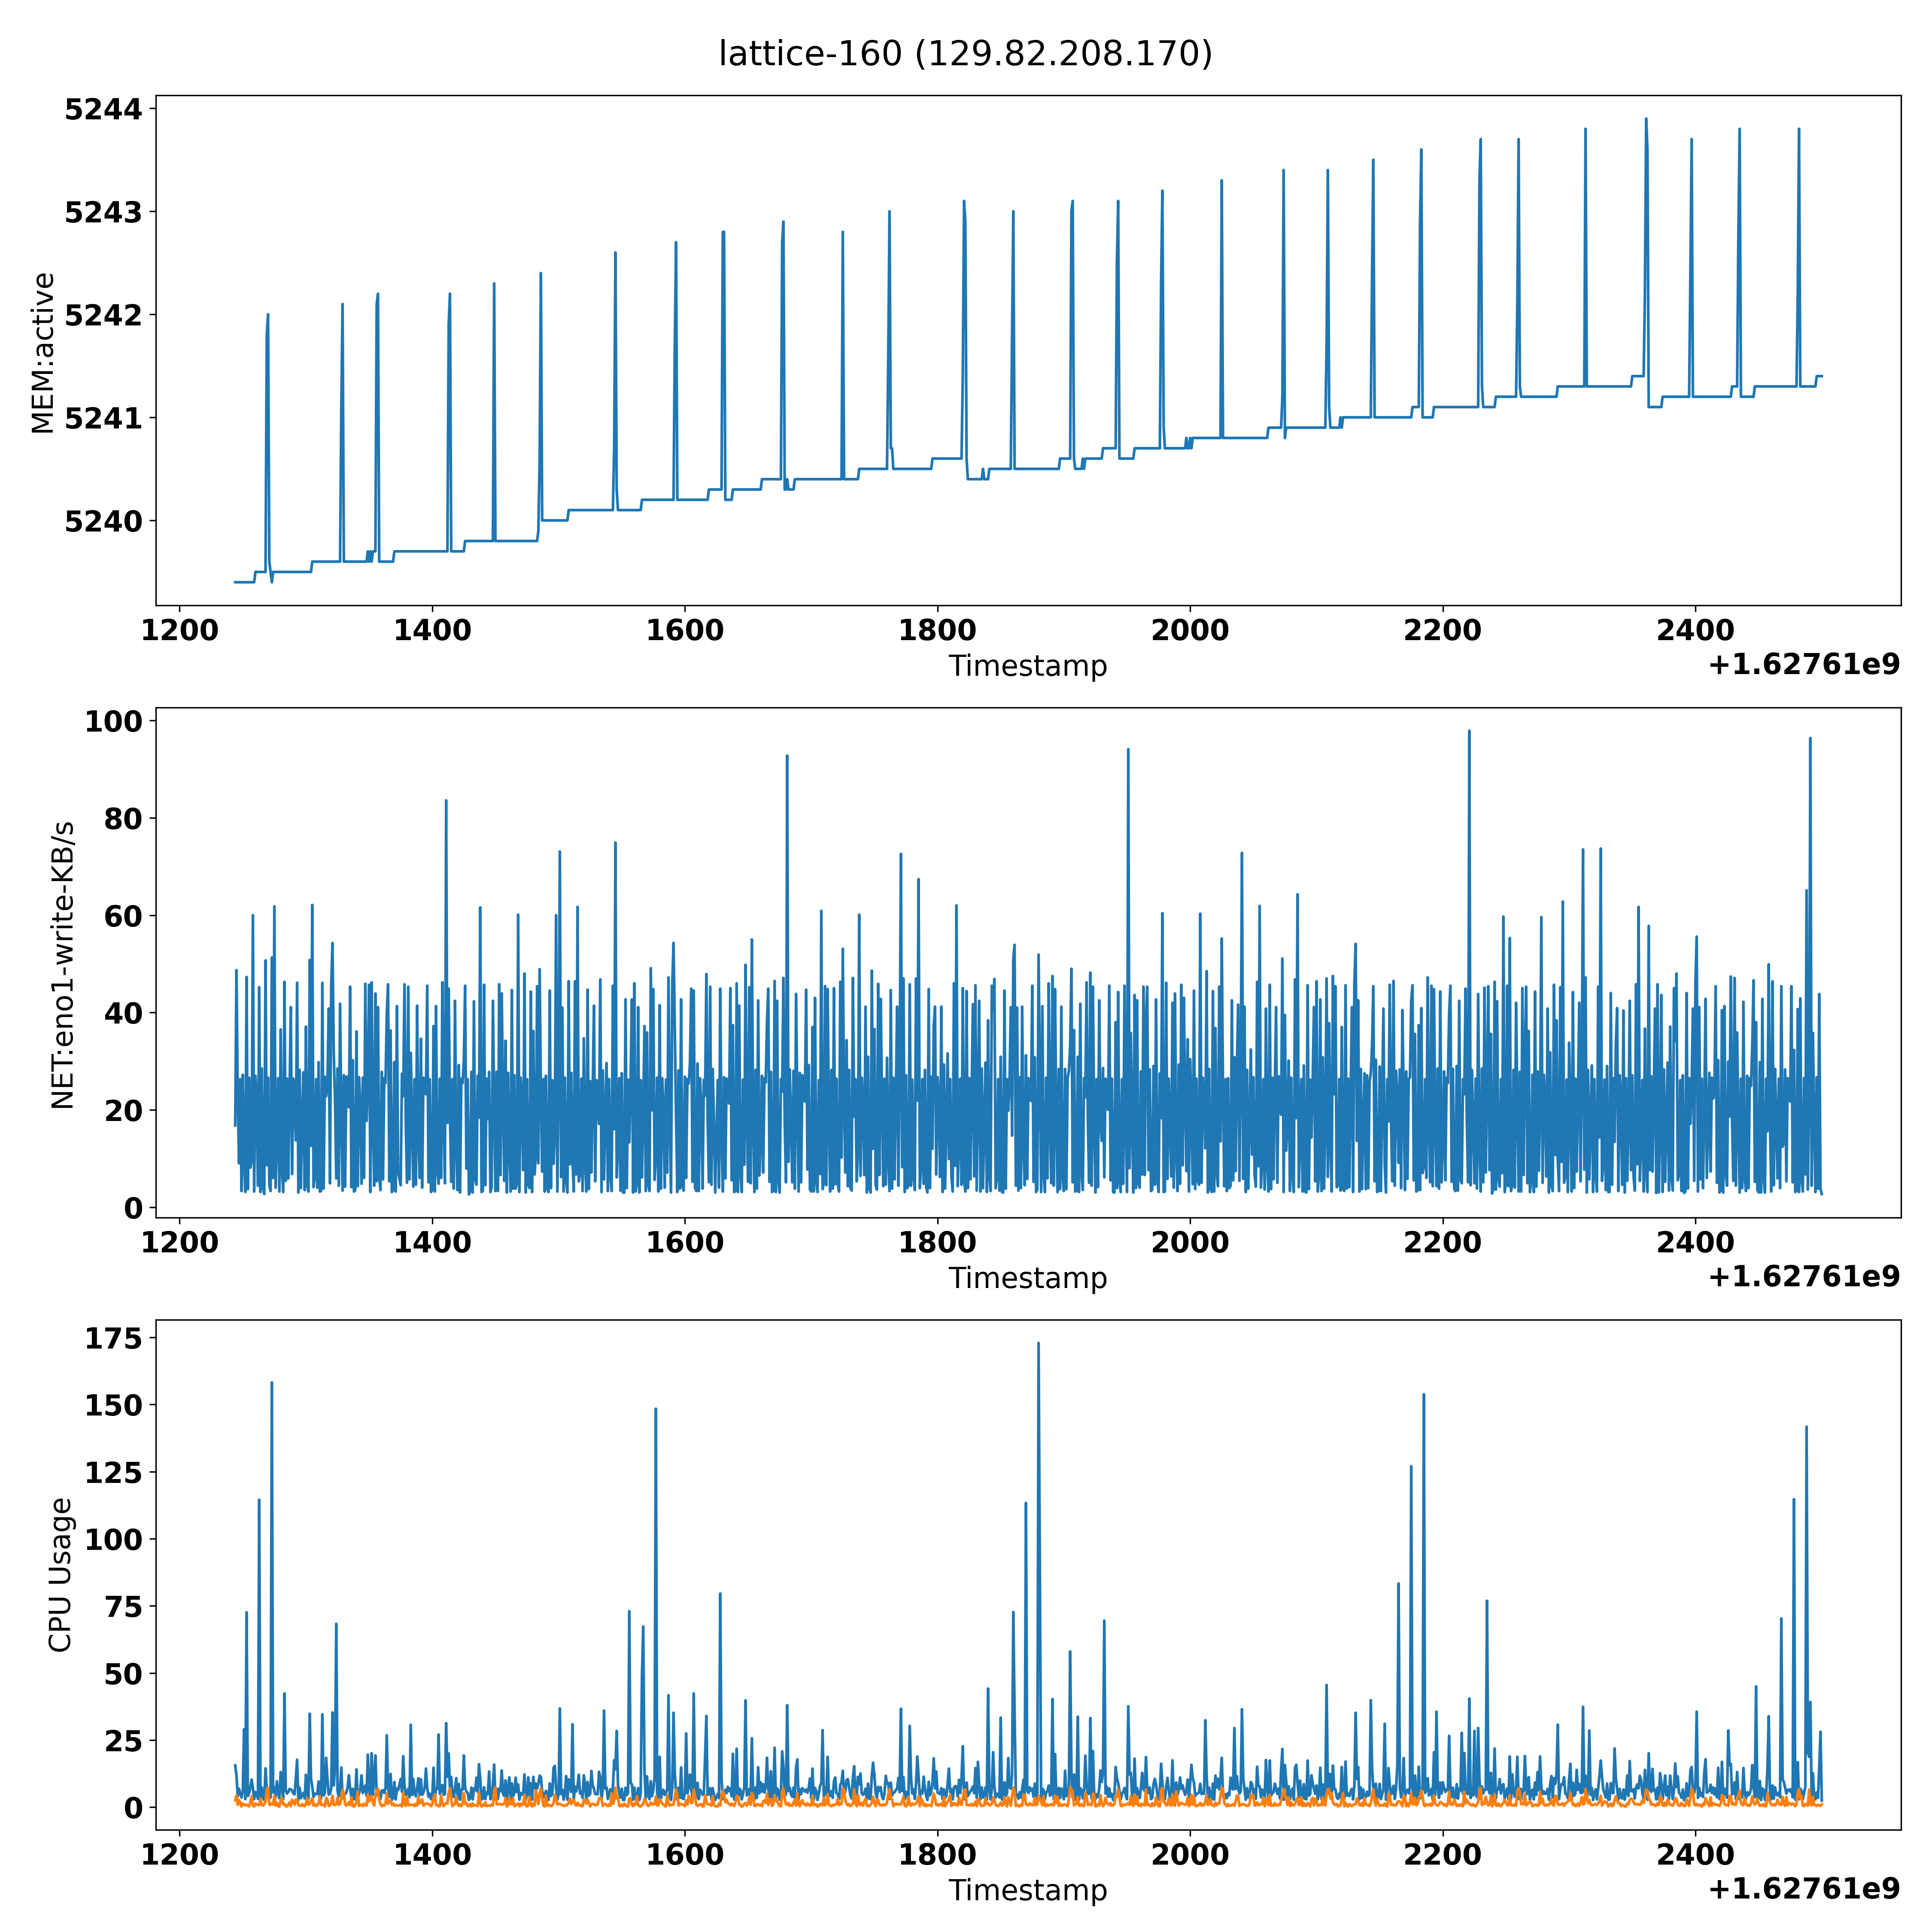 lattice-160 (129.82.208.170)
5244
5243
5242
5241
5240
MEM:active
1200 1400 1600 1800 2000 2200 2400
Timestamp
+1.62761e9
100
80
60
40
20
0
NET:eno1-write-KB/s
1200 1400 1600 1800 2000 2200 2400
Timestamp
+1.62761e9
175
150
125
100
75
50
25
0
CPU Usage
1200 1400 1600 1800 2000 2200 2400
Timestamp
+1.62761e9